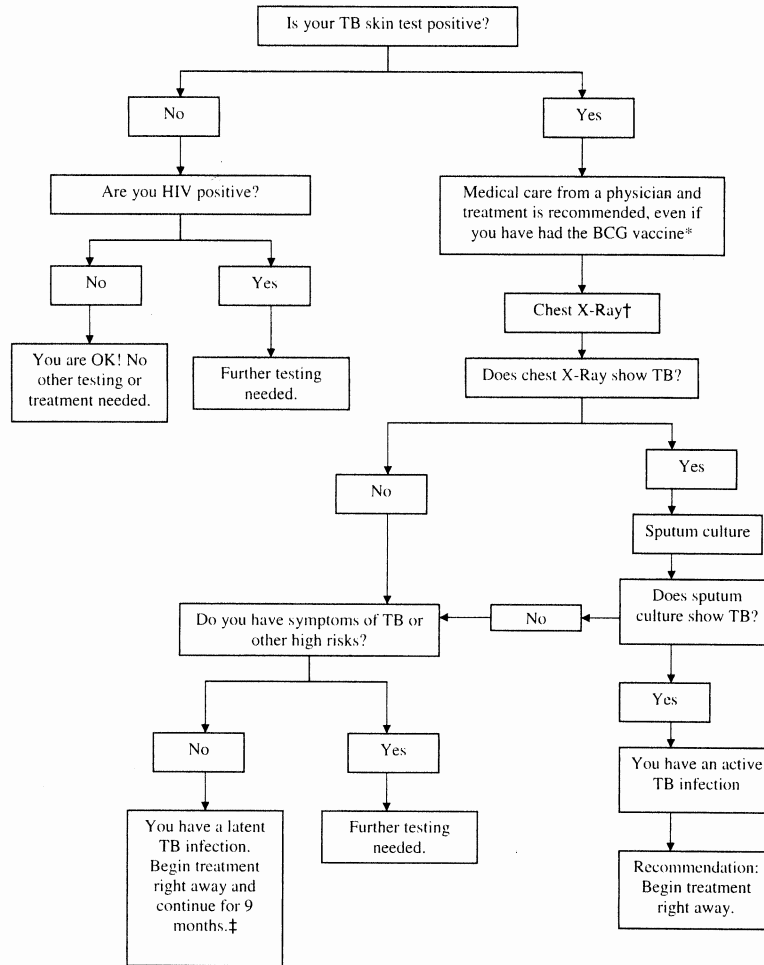 Is your TB skin test positive?
No
Yes
Are you HIV positive?
Medical care from a physician and
treatment is recommended, even if
you have had the BCG vaccine*
No
Yes
Chest X-Ray†
You are OK! No
other testing or
treatment needed.
Further testing
needed.
Does chest X-Ray show TB?
No
Yes
Sputum culture
Do you have symptoms of TB or
other high risks?
No
Does sputum
culture show TB?
Yes
No
Yes
You have an active
TB infection
You have a latent
TB infection.
Begin treatment
right away and
continue for 9
months.‡
Further testing
needed.
Recommendation:
Begin treatment
right away.